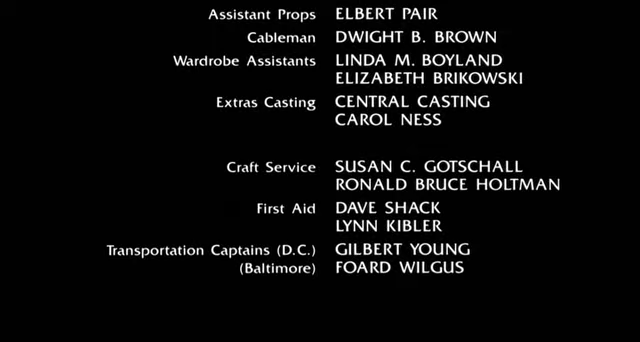 Assistant Props ELBERT PAIR
Cableman DWIGHT B. BROWN
Wardrobe Assistants LINDA M. BOYLAND
ELIZABETH BRIKOWSKI
Extras Casting CENTRAL CASTING
CAROL NESS
Craft Service SUSAN C. GOTSCHALL
RONALD BRUCE HOLTMAN
First Aid DAVE SHACK
LYNN KIBLER
Transportation Captains (D.C.) GILBERT YOUNG
(Baltimore) FOARD WILGUS